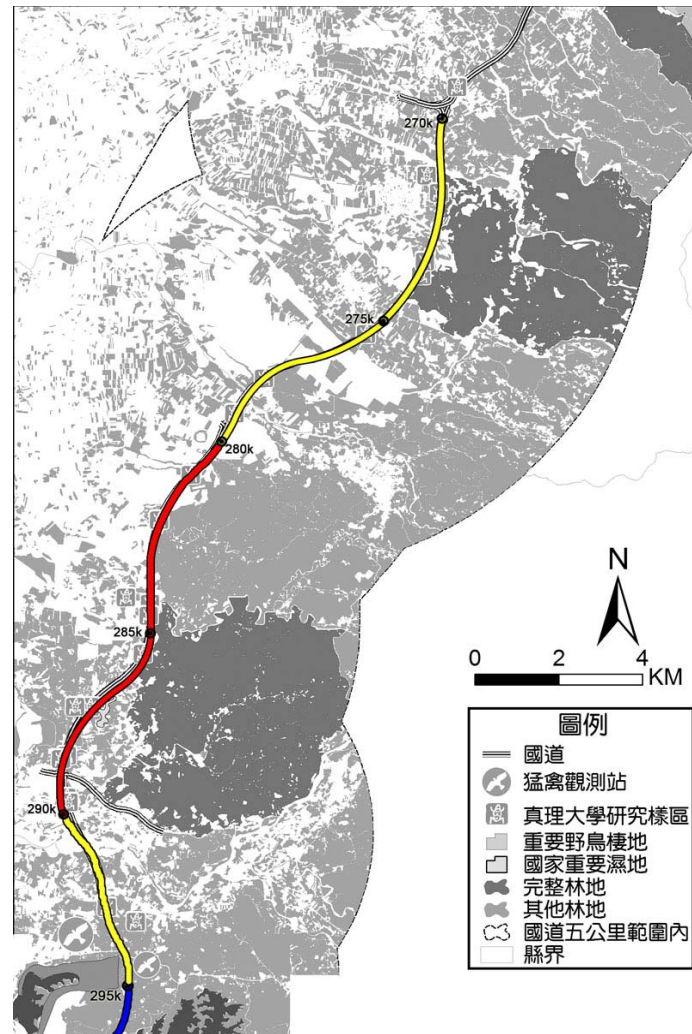 270k
275k
280k
285k
290k
295k
N
0 2 4
KM
圖例
國道
猛禽觀測站
真理大學研究樣區
重要野鳥棲地
國家重要濕地
完整林地
其他林地
國道五公里範圍內
縣界